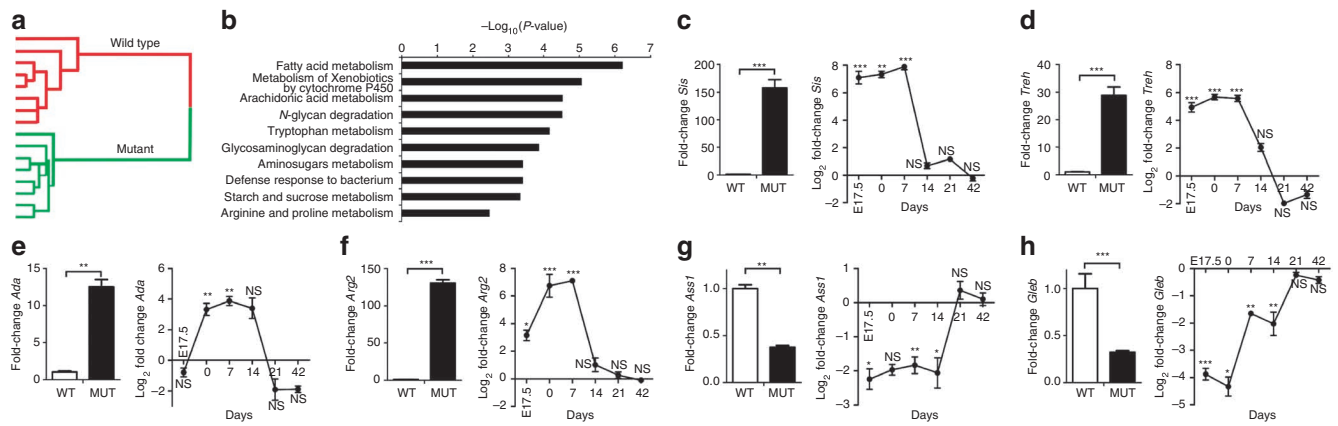 a
Wild type
Mutant
b
–Log10(P-value)
0 1 2 3 4 5 6 7
Fatty acid metabolism
Metabolism of Xenobiotics
by cytochrome P450
Arachidonic acid metabolism
N-glycan degradation
Tryptophan metabolism
Glycosaminoglycan degradation
Aminosugars metabolism
Defense response to bacterium
Starch and sucrose metabolism
Arginine and proline metabolism
c
Fold-change Sis
200
150
100
50
0
***
WT MUT
Log2 fold-change Sis
10
8
6
4
2
0
−2
*** ** ***
NS NS NS
E17.5 0 7 14 21 42
Days
d
Fold-change Treh
40
30
20
10
0
***
WT MUT
Log2 fold-change Treh
8
6
4
2
0
−2
*** *** ***
NS
E17.5 0 7 14 21 42
NS NS
Days
e
Fold-change Ada
15
10
5
0
**
WT MUT
Log2 fold change Ada
6
4
2
0
−2
** ** NS
E17.5
0 7 14 21 42
NS NS NS
Days
f
Fold-change Arg2
150
100
50
0
***
WT MUT
Log2 fold-change Arg2
8
6
4
2
0
−2
* *** ***
NS NS NS
E17.5 0 7 14 21 42
Days
g
Fold-change Ass1
1.0
0.5
0.0
**
WT MUT
Log2 fold-change Ass1
1
0
−1
−2
−3
NS NS
E17.5 0 7 14 21 42
* NS ** *
Days
h
Fold-change Gleb
1.0
0.5
0.0
***
WT MUT
Log2 fold-change Gleb
0
−1
−2
−3
−4
−5
E17.5 0 7 14 21 42
*** * ** ** NS NS
Days